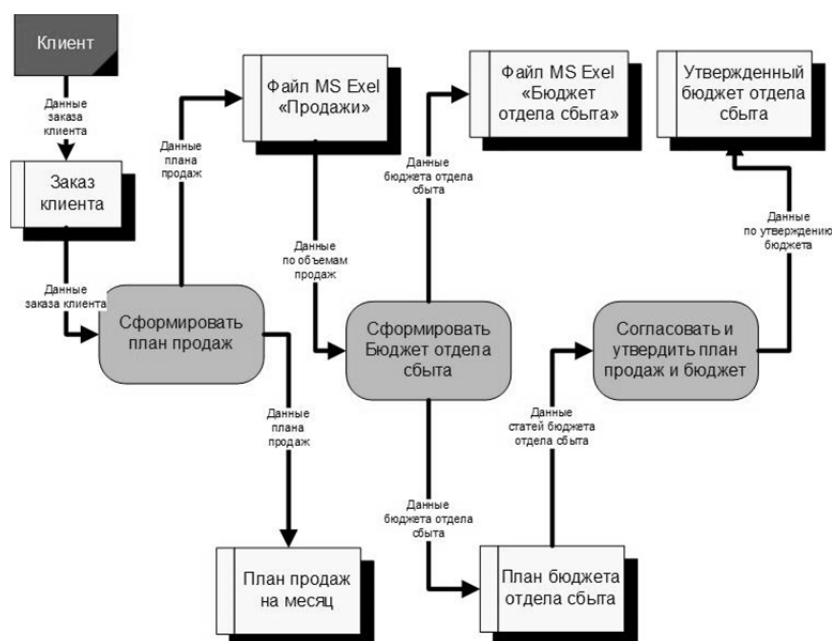 Клиент
Данные
заказа
клиента
Заказ
клиента
Данные
заказа клиента
Сформировать
план продаж
Данные
плана
продаж
Файл MS Exel
«Продажи»
Данные
плана
продаж
План продаж
на месяц
Данные
по объемам
продаж
Сформировать
Бюджет отдела
сбыта
Данные
бюджета отдела
сбыта
Файл MS Exel
«Бюджет
отдела сбыта»
Данные
бюджета отдела
сбыта
План бюджета
отдела сбыта
Данные
статей бюджета
отдела сбыта
Согласовать и
утвердить план
продаж и бюджет
Данные
по утверждению
бюджета
Утвержденный
бюджет отдела
сбыта